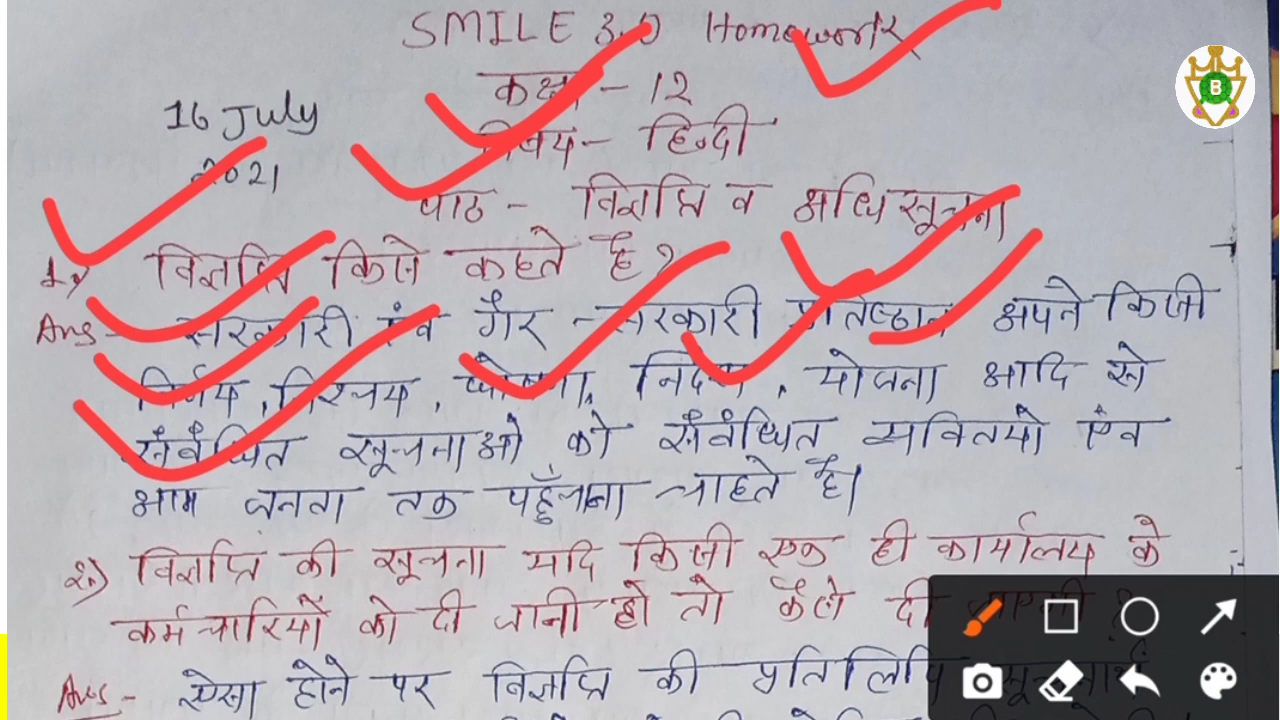 SMILE 3.0 Homework
कक्षा - 12
16 July
विषय - हिन्दी
2021
पाठ - विज्ञप्ति व अधिसूचना
1.) विज्ञप्ति किसे कहते है?
Ans - सरकारी एंव गैर - सरकारी प्रतिष्ठान अपने किसी
निर्णय, निश्चय, घोषणा, निर्देश, योजना आदि से
संबंधित सूचनाओ को संबंधित व्यक्तियो एंव
आम जनता तक पहुँचाना चाहते है।
2.) विज्ञप्ति की सूचना यदि किसी एक ही कार्यालय के
कर्मचारियों को दी जानी हो तो कैसे दी जाएगी ?
Ans - ऐसा होने पर विज्ञप्ति की प्रतिलिपि सूचनार्थ
B